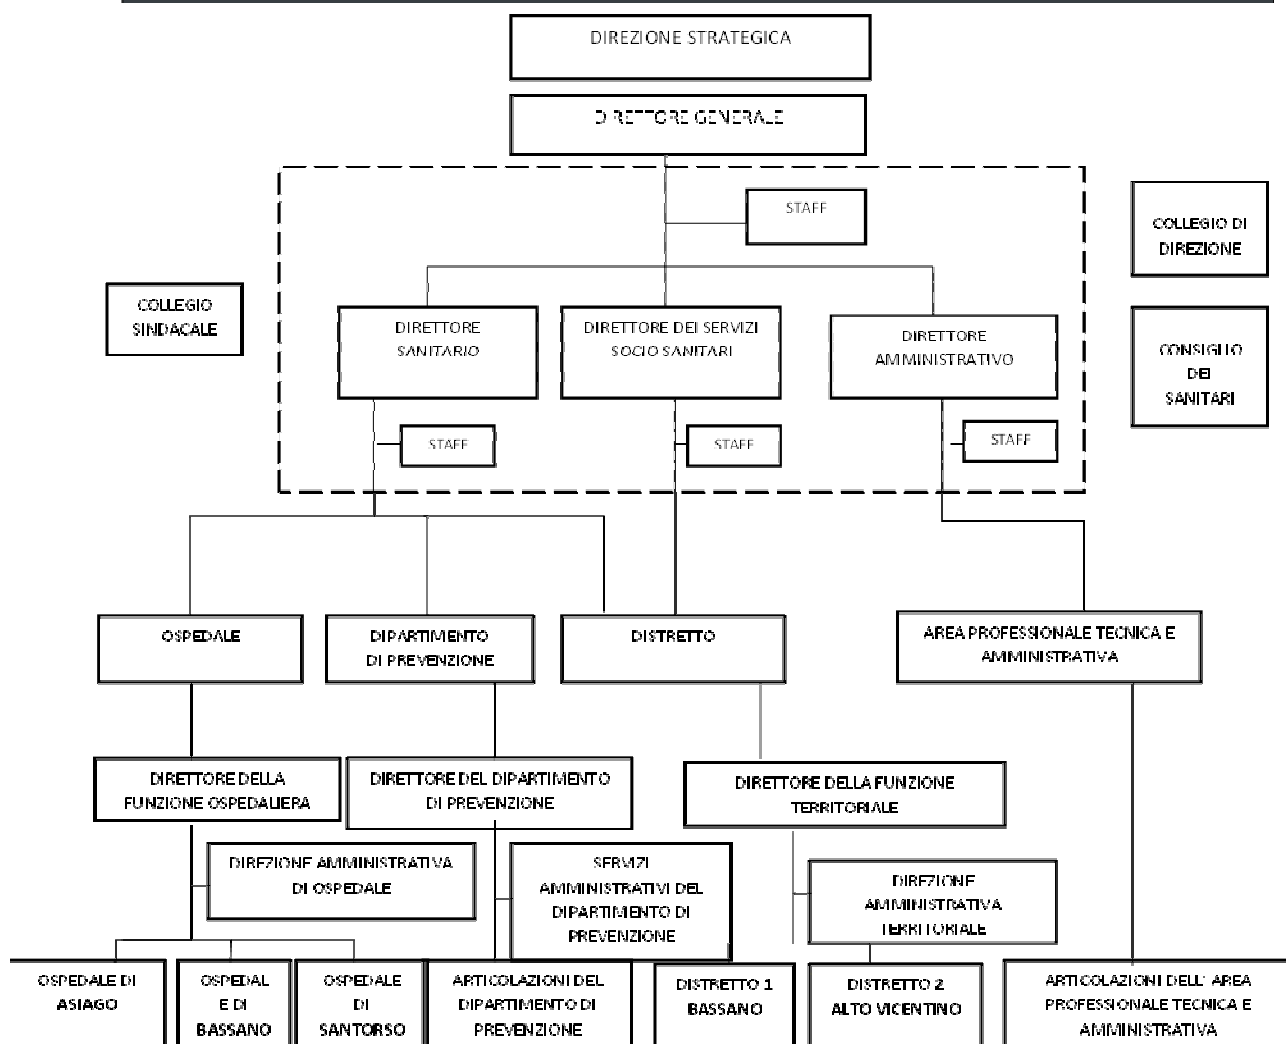 DIREZIONE STRATEGICA
DIRETTORE GENERALE
STAFF
COLLEGIO DI
DIREZIONE
COLLEGIO
SINDACALE
DIRETTORE
SANITARIO
DIRETTORE DEI SERVIZI
SOCIO SANITARI
DIRETTORE
AMMINISTRATIVO
CONSIGLIO
DEI
SANITARI
STAFF
STAFF
STAFF
OSPEDALE
DIPARTIMENTO
DI PREVENZIONE
DISTRETTO
AREA PROFESSIONALE TECNICA E
AMMINISTRATIVA
DIRETTORE DELLA
FUNZIONE OSPEDALIERA
DIRETTORE DEL DIPARTIMENTO
DI PREVENZIONE
DIRETTORE DELLA FUNZIONE
TERRITORIALE
DIREZIONE AMMINISTRATIVA
DI OSPEDALE
SERVIZI
AMMINISTRATIVI DEL
DIPARTIMENTO DI
PREVENZIONE
DIREZIONE
AMMINISTRATIVA
TERRITORIALE
OSPEDALE DI
ASIAGO
OSPEDAL
E DI
BASSANO
OSPEDALE
DI
SANTORSO
ARTICOLAZIONI DEL
DIPARTIMENTO DI
PREVENZIONE
DISTRETTO 1
BASSANO
DISTRETTO 2
ALTO VICENTINO
ARTICOLAZIONI DELL' AREA
PROFESSIONALE TECNICA E
AMMINISTRATIVA